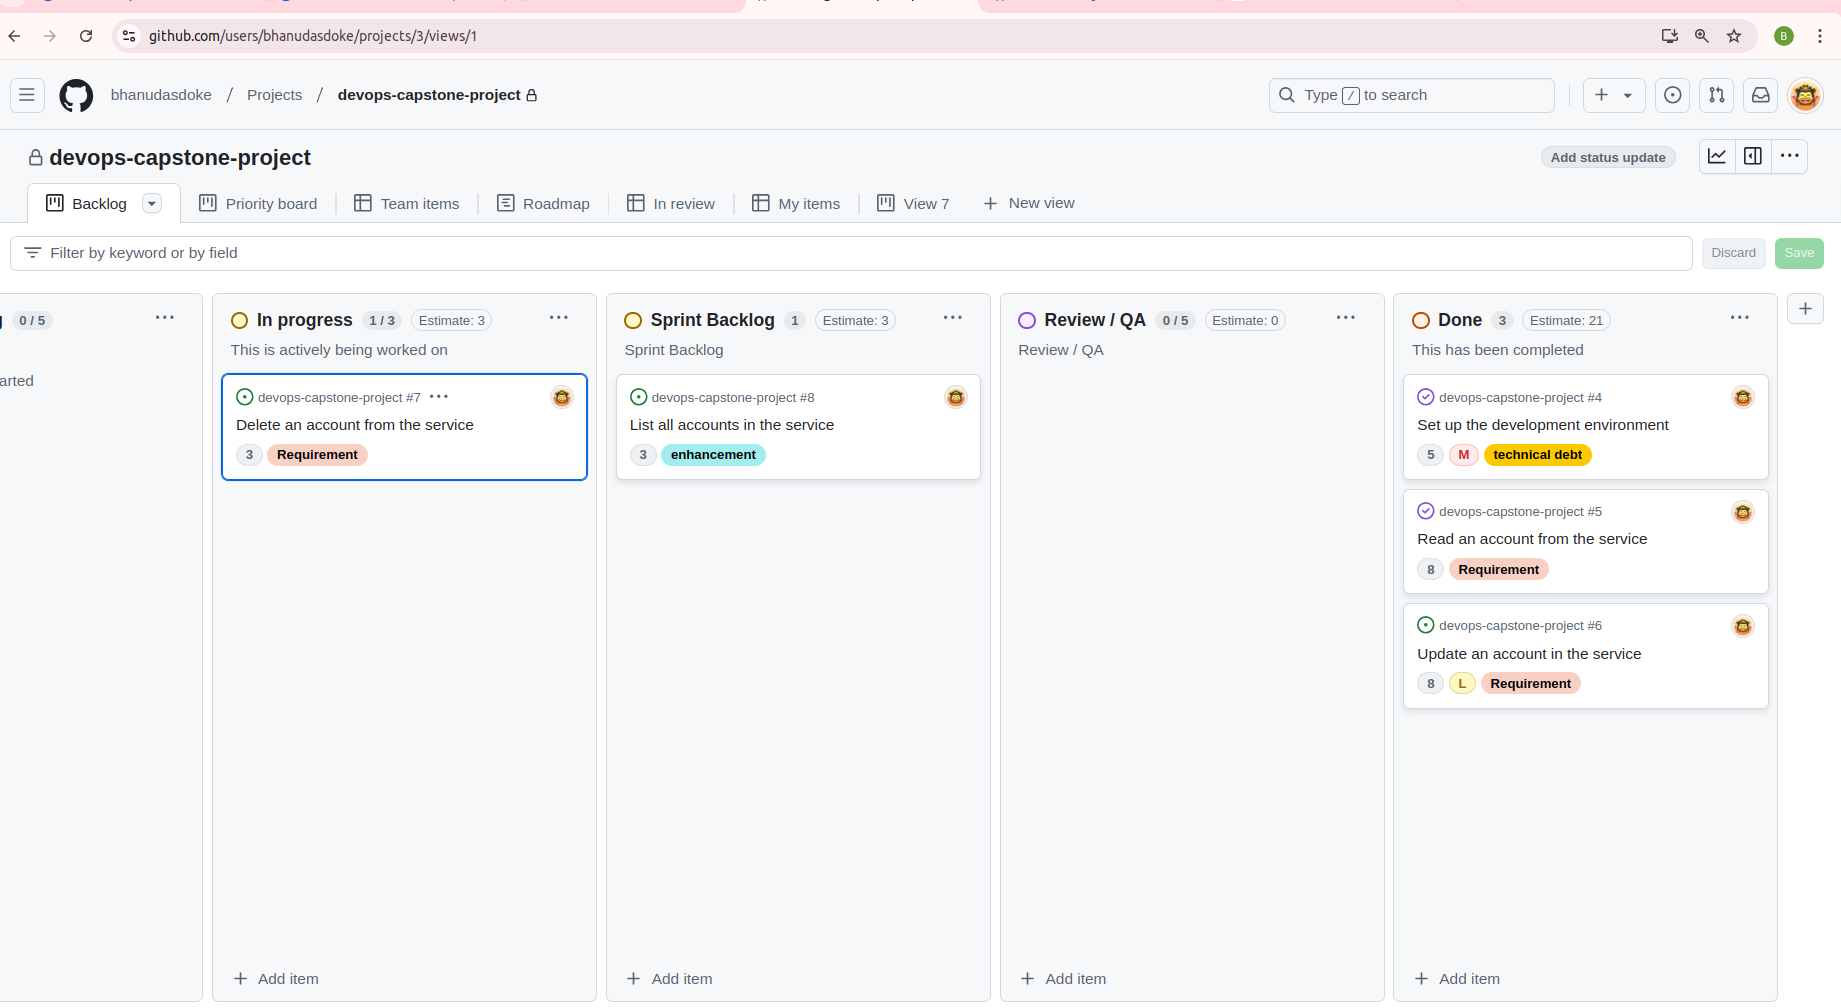 github.com/users/bhanudasdoke/projects/3/views/1
B
bhanudasdoke / Projects / devops-capstone-project
Type / to search
devops-capstone-project
Add status update
Backlog
Priority board
Team items
Roadmap
In review
My items
View 7
New view
Filter by keyword or by field
Discard
Save
0 / 5
arted
In progress 1 / 3 Estimate: 3
This is actively being worked on
devops-capstone-project #7
Delete an account from the service
3 Requirement
Add item
Sprint Backlog 1 Estimate: 3
Sprint Backlog
devops-capstone-project #8
List all accounts in the service
3 enhancement
Add item
Review / QA 0 / 5 Estimate: 0
Review / QA
Add item
Done 3 Estimate: 21
This has been completed
devops-capstone-project #4
Set up the development environment
5 M technical debt
devops-capstone-project #5
Read an account from the service
8 Requirement
devops-capstone-project #6
Update an account in the service
8 L Requirement
Add item